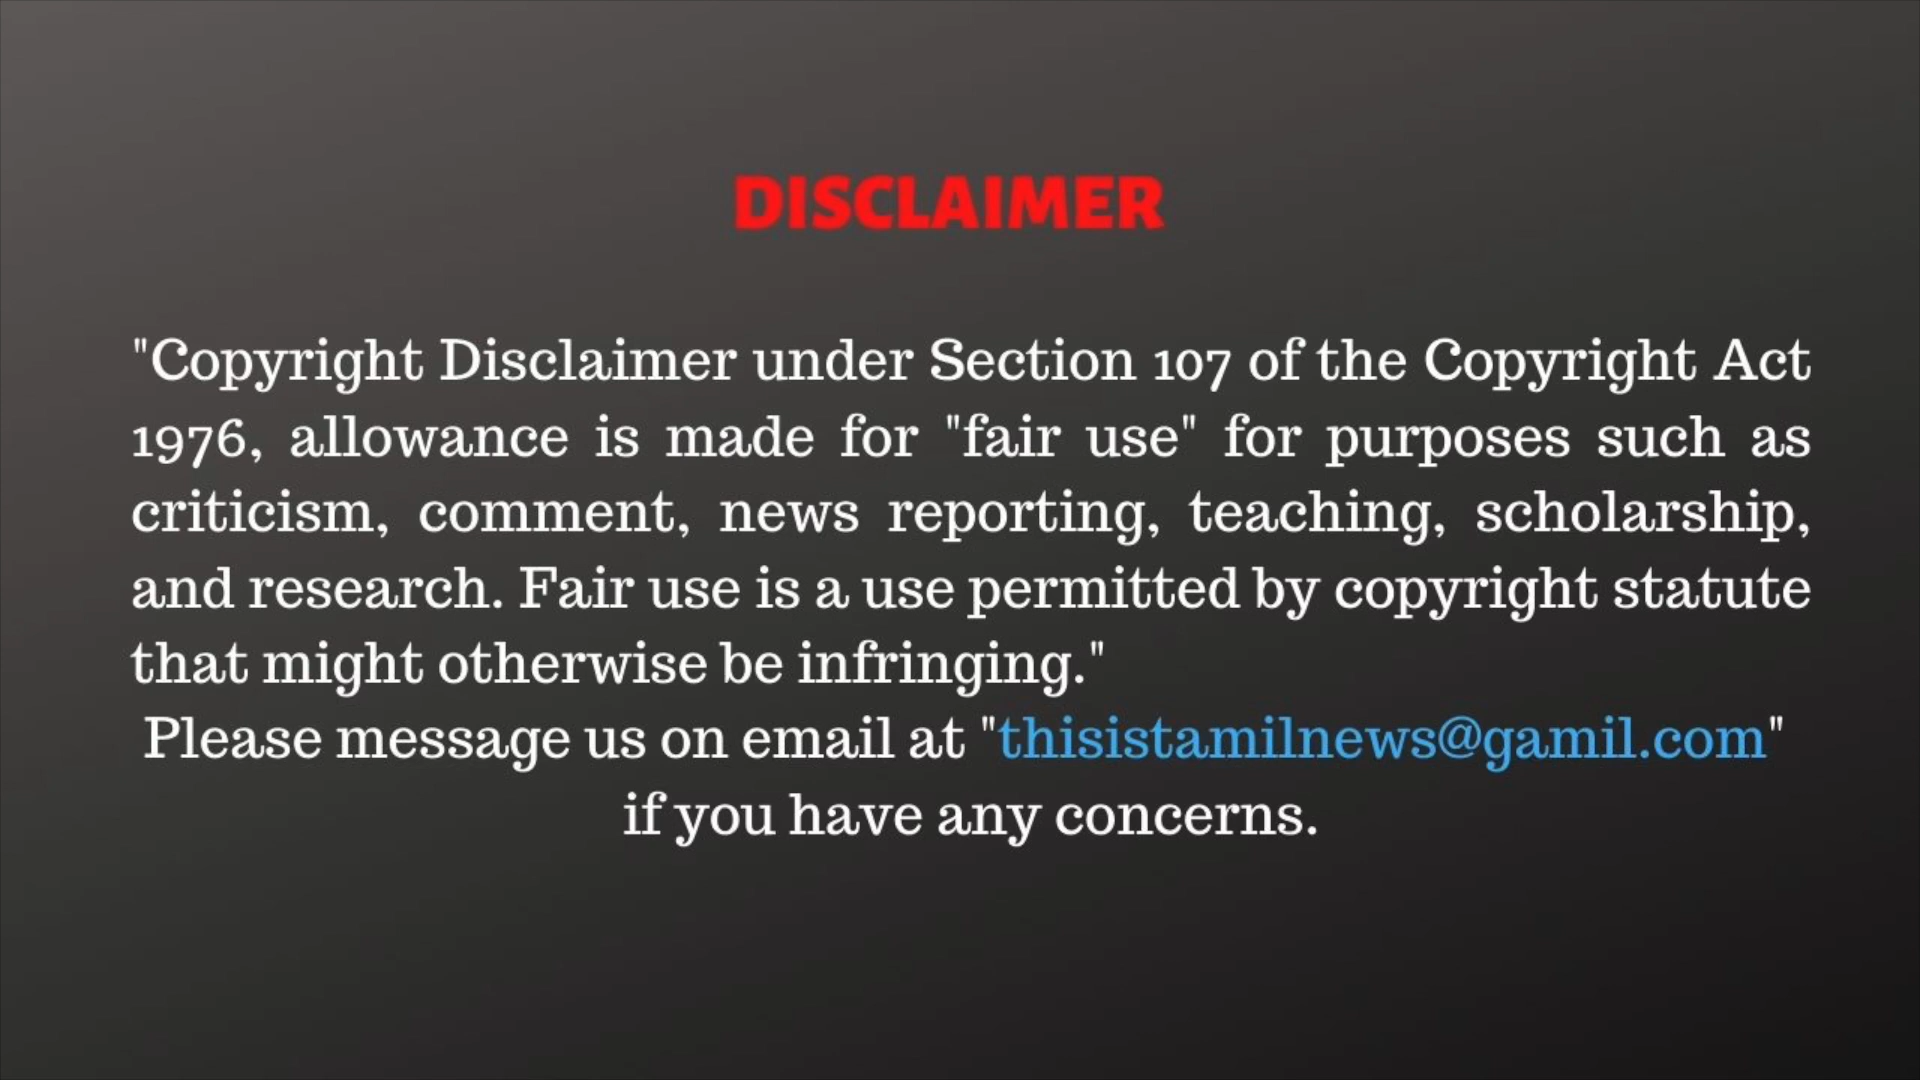 DISCLAIMER
"Copyright Disclaimer under Section 107 of the Copyright Act
1976, allowance is made for "fair use" for purposes such as
criticism, comment, news reporting, teaching, scholarship,
and research. Fair use is a use permitted by copyright statute
that might otherwise be infringing."
Please message us on email at "thisistamilnews@gamil.com"
if you have any concerns.